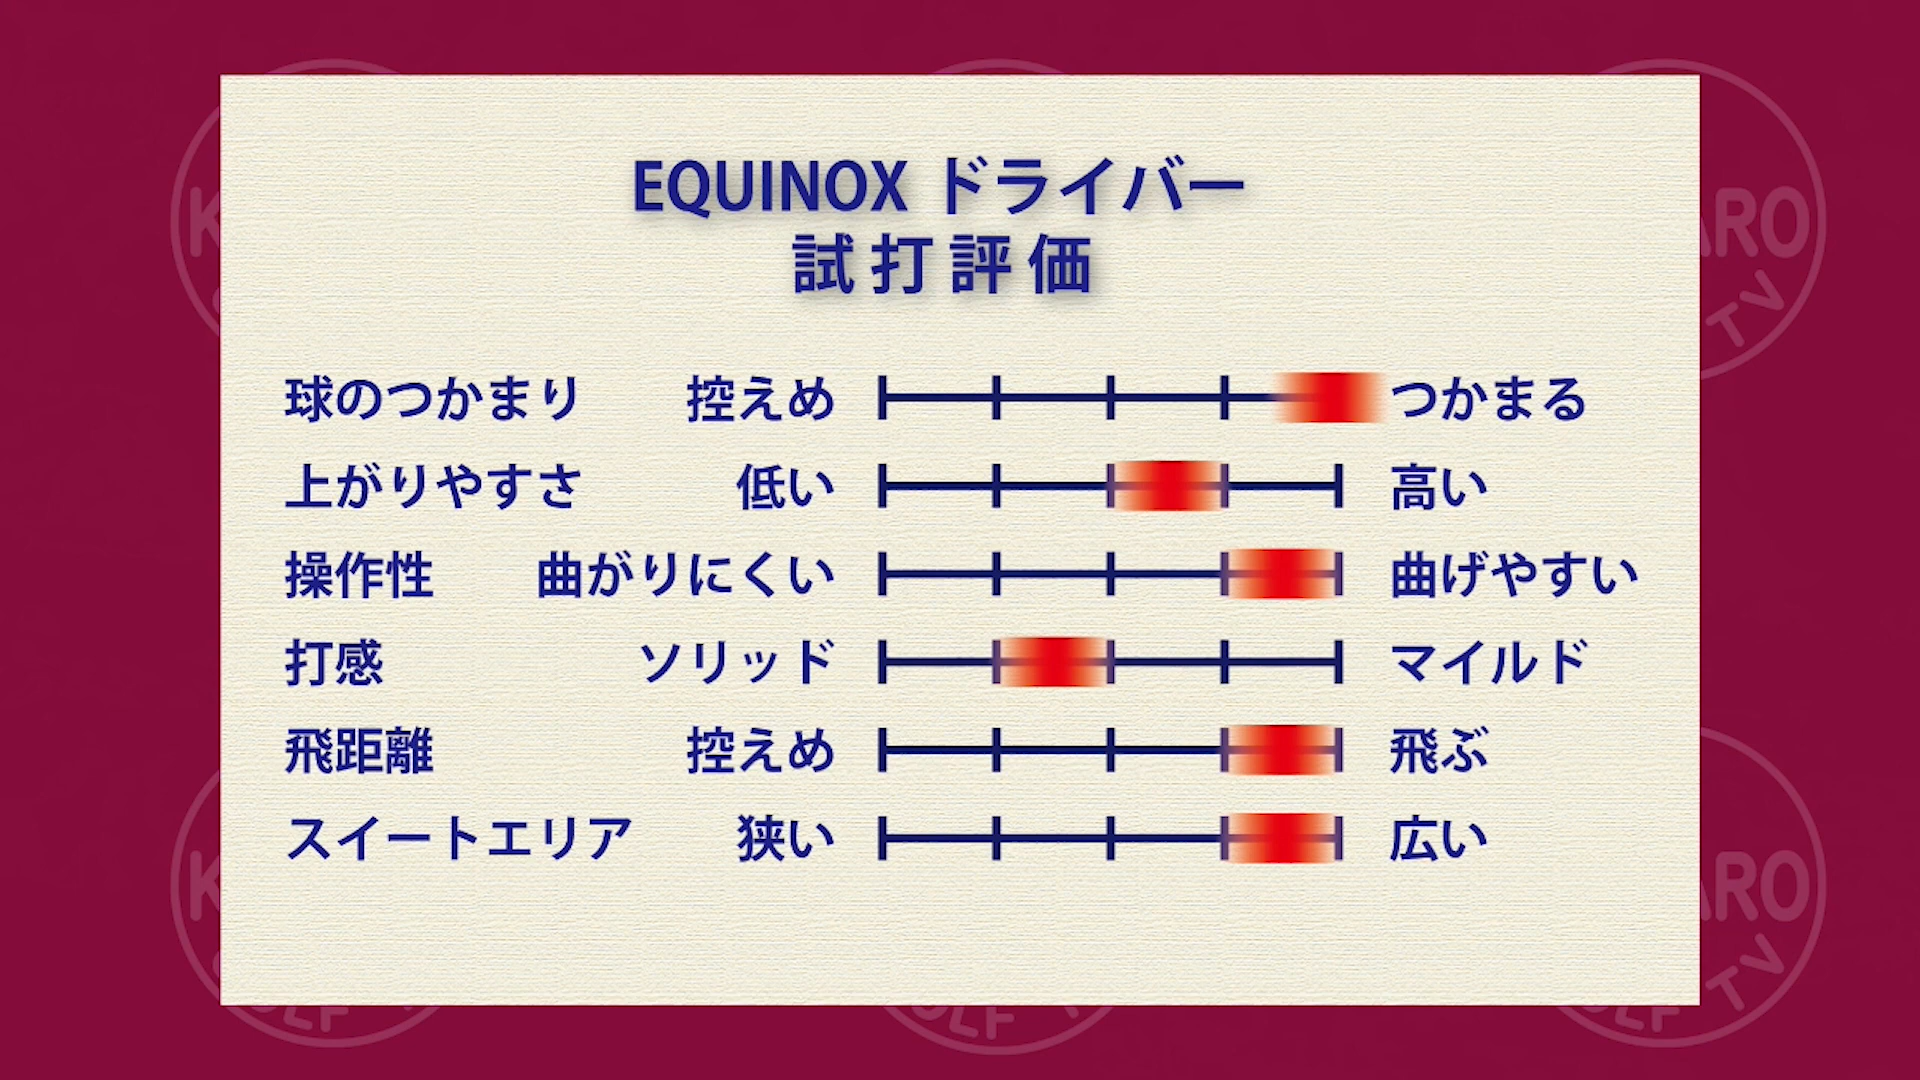 EQUINOX ドライバー
試打評価
球のつかまり 控えめ つかまる
上がりやすさ 低い 高い
操作性 曲がりにくい 曲げやすい
打感 ソリッド マイルド
飛距離 控えめ 飛ぶ
スイートエリア 狭い 広い